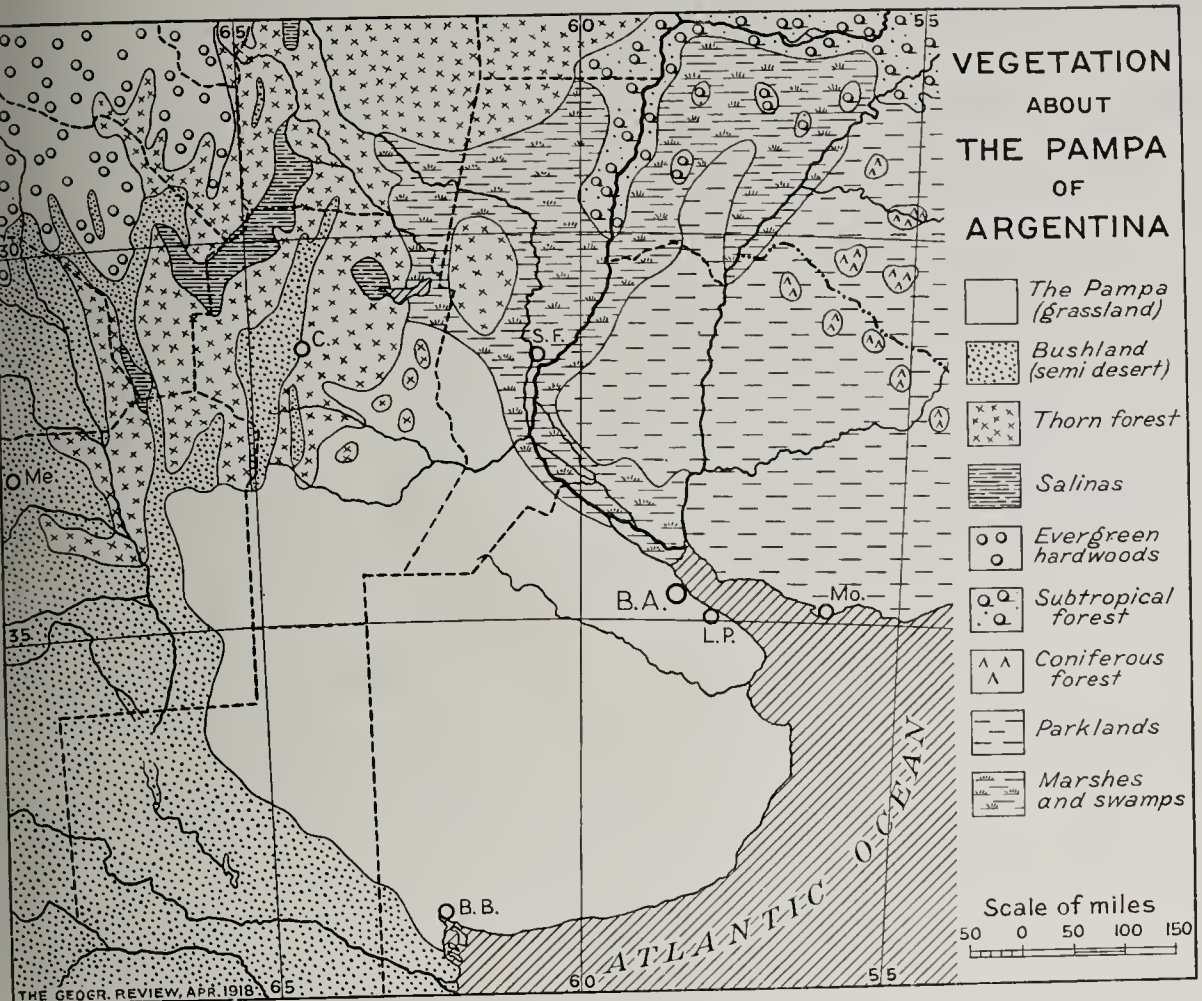 65
60
55
VEGETATION
ABOUT
THE PAMPA
OF
ARGENTINA
30
The Pampa
(grassland)
S.F.
C.
Bushland
(semi desert)
Thorn forest
Me.
Salinas
Evergreen
hardwoods
B.A.
Mo.
L.P.
Subtropical
forest
35
Coniferous
forest
Parklands
Marshes
and swamps
B.B.
ATLANTIC OCEAN
Scale of miles
50 0 50 100 150
THE GEOGR. REVIEW, APR. 1918
65
60
55